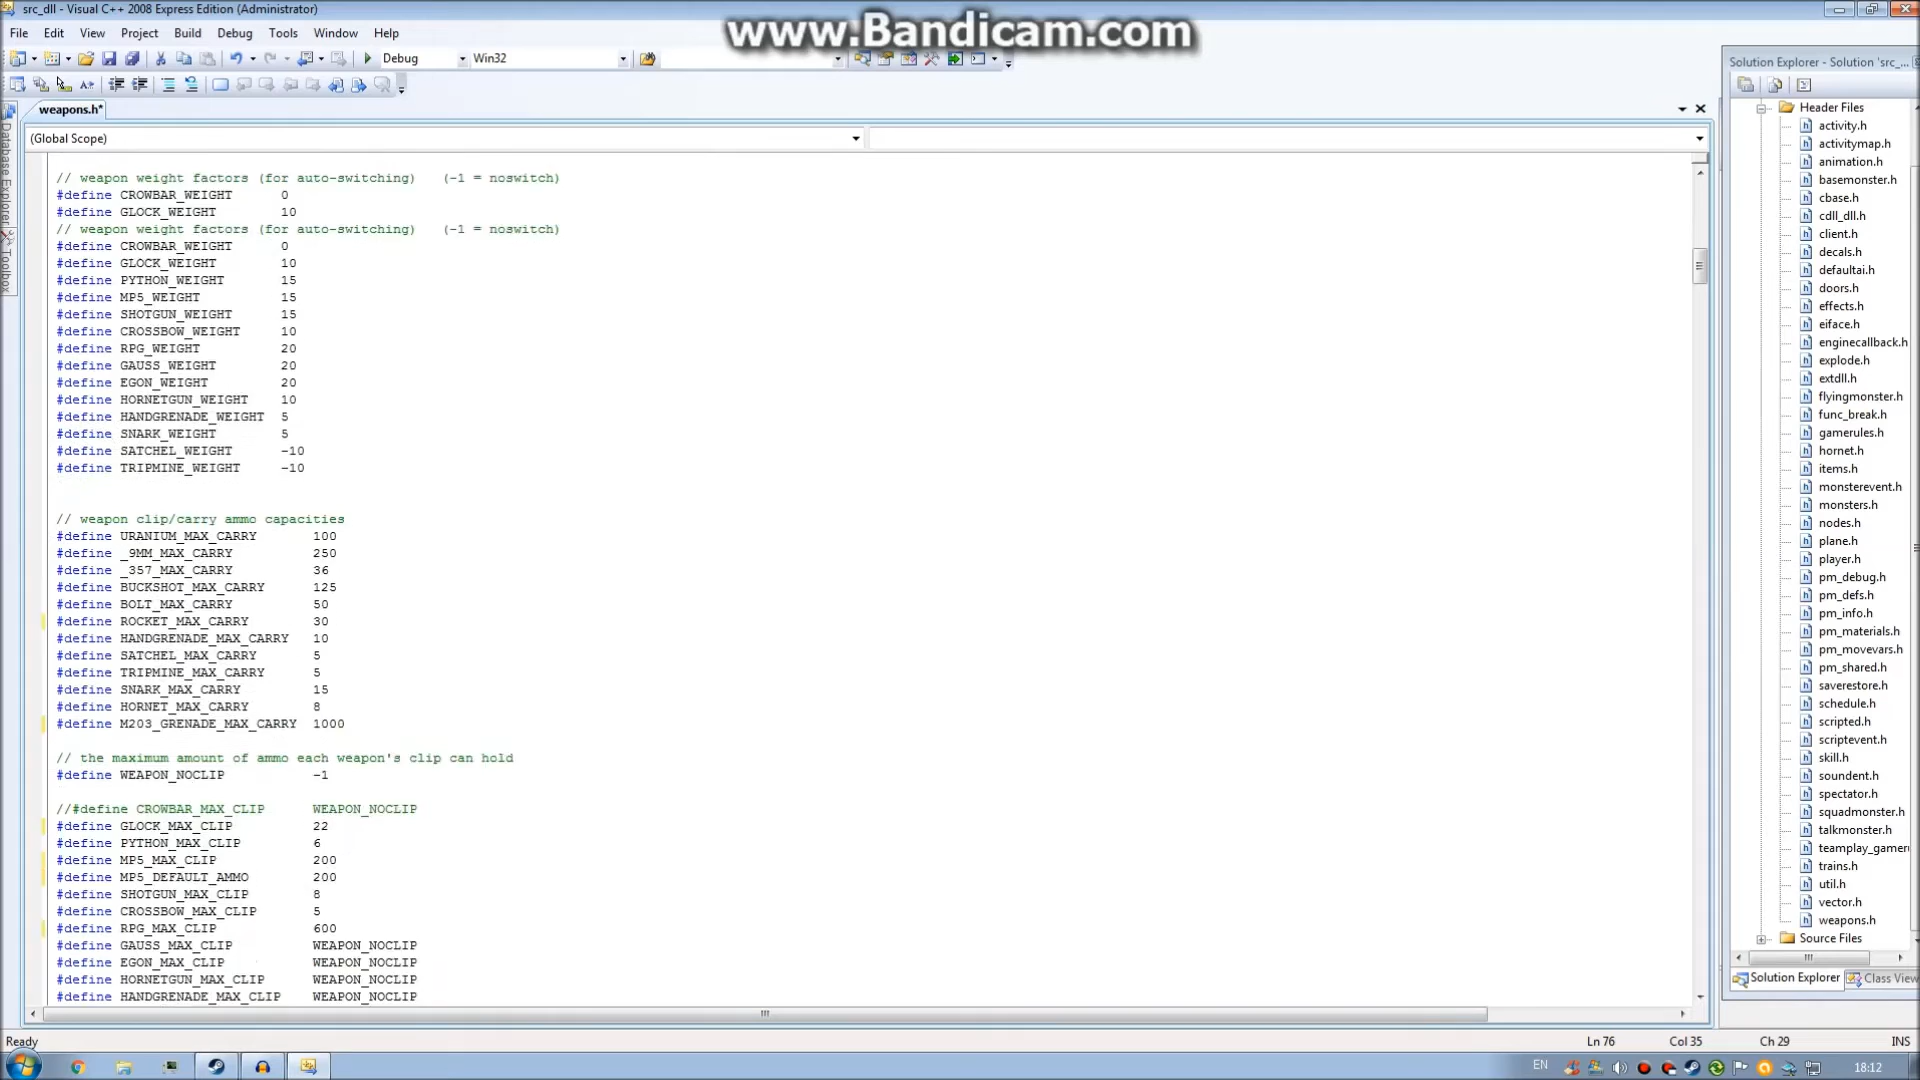 src_dll - Visual C++ 2008 Express Edition (Administrator)
www.Bandicam.com
File Edit View Project Build Debug Tools Window Help
Debug Win32
Solution Explorer - Solution 'src_...
weapons.h*
(Global Scope)
Database Explorer
Toolbox
// weapon weight factors (for auto-switching) (-1 = noswitch)
#define CROWBAR_WEIGHT 0
#define GLOCK_WEIGHT 10
// weapon weight factors (for auto-switching) (-1 = noswitch)
#define CROWBAR_WEIGHT 0
#define GLOCK_WEIGHT 10
#define PYTHON_WEIGHT 15
#define MP5_WEIGHT 15
#define SHOTGUN_WEIGHT 15
#define CROSSBOW_WEIGHT 10
#define RPG_WEIGHT 20
#define GAUSS_WEIGHT 20
#define EGON_WEIGHT 20
#define HORNETGUN_WEIGHT 10
#define HANDGRENADE_WEIGHT 5
#define SNARK_WEIGHT 5
#define SATCHEL_WEIGHT -10
#define TRIPMINE_WEIGHT -10
// weapon clip/carry ammo capacities
#define URANIUM_MAX_CARRY 100
#define _9MM_MAX_CARRY 250
#define _357_MAX_CARRY 36
#define BUCKSHOT_MAX_CARRY 125
#define BOLT_MAX_CARRY 50
#define ROCKET_MAX_CARRY 30
#define HANDGRENADE_MAX_CARRY 10
#define SATCHEL_MAX_CARRY 5
#define TRIPMINE_MAX_CARRY 5
#define SNARK_MAX_CARRY 15
#define HORNET_MAX_CARRY 8
#define M203_GRENADE_MAX_CARRY 1000
// the maximum amount of ammo each weapon's clip can hold
#define WEAPON_NOCLIP -1
//#define CROWBAR_MAX_CLIP WEAPON_NOCLIP
#define GLOCK_MAX_CLIP 22
#define PYTHON_MAX_CLIP 6
#define MP5_MAX_CLIP 200
#define MP5_DEFAULT_AMMO 200
#define SHOTGUN_MAX_CLIP 8
#define CROSSBOW_MAX_CLIP 5
#define RPG_MAX_CLIP 600
#define GAUSS_MAX_CLIP WEAPON_NOCLIP
#define EGON_MAX_CLIP WEAPON_NOCLIP
#define HORNETGUN_MAX_CLIP WEAPON_NOCLIP
#define HANDGRENADE_MAX_CLIP WEAPON_NOCLIP
Header Files
activity.h
activitymap.h
animation.h
basemonster.h
cbase.h
cdll_dll.h
client.h
decals.h
defaultai.h
doors.h
effects.h
eiface.h
enginecallback.h
explode.h
extdll.h
flyingmonster.h
func_break.h
gamerules.h
hornet.h
items.h
monsterevent.h
monsters.h
nodes.h
plane.h
player.h
pm_debug.h
pm_defs.h
pm_info.h
pm_materials.h
pm_movevars.h
pm_shared.h
saverestore.h
schedule.h
scripted.h
scriptevent.h
skill.h
soundent.h
spectator.h
squadmonster.h
talkmonster.h
teamplay_gameru
trains.h
util.h
vector.h
weapons.h
Source Files
Solution Explorer Class View
Ready Ln 76 Col 35 Ch 29 INS
EN 18:12